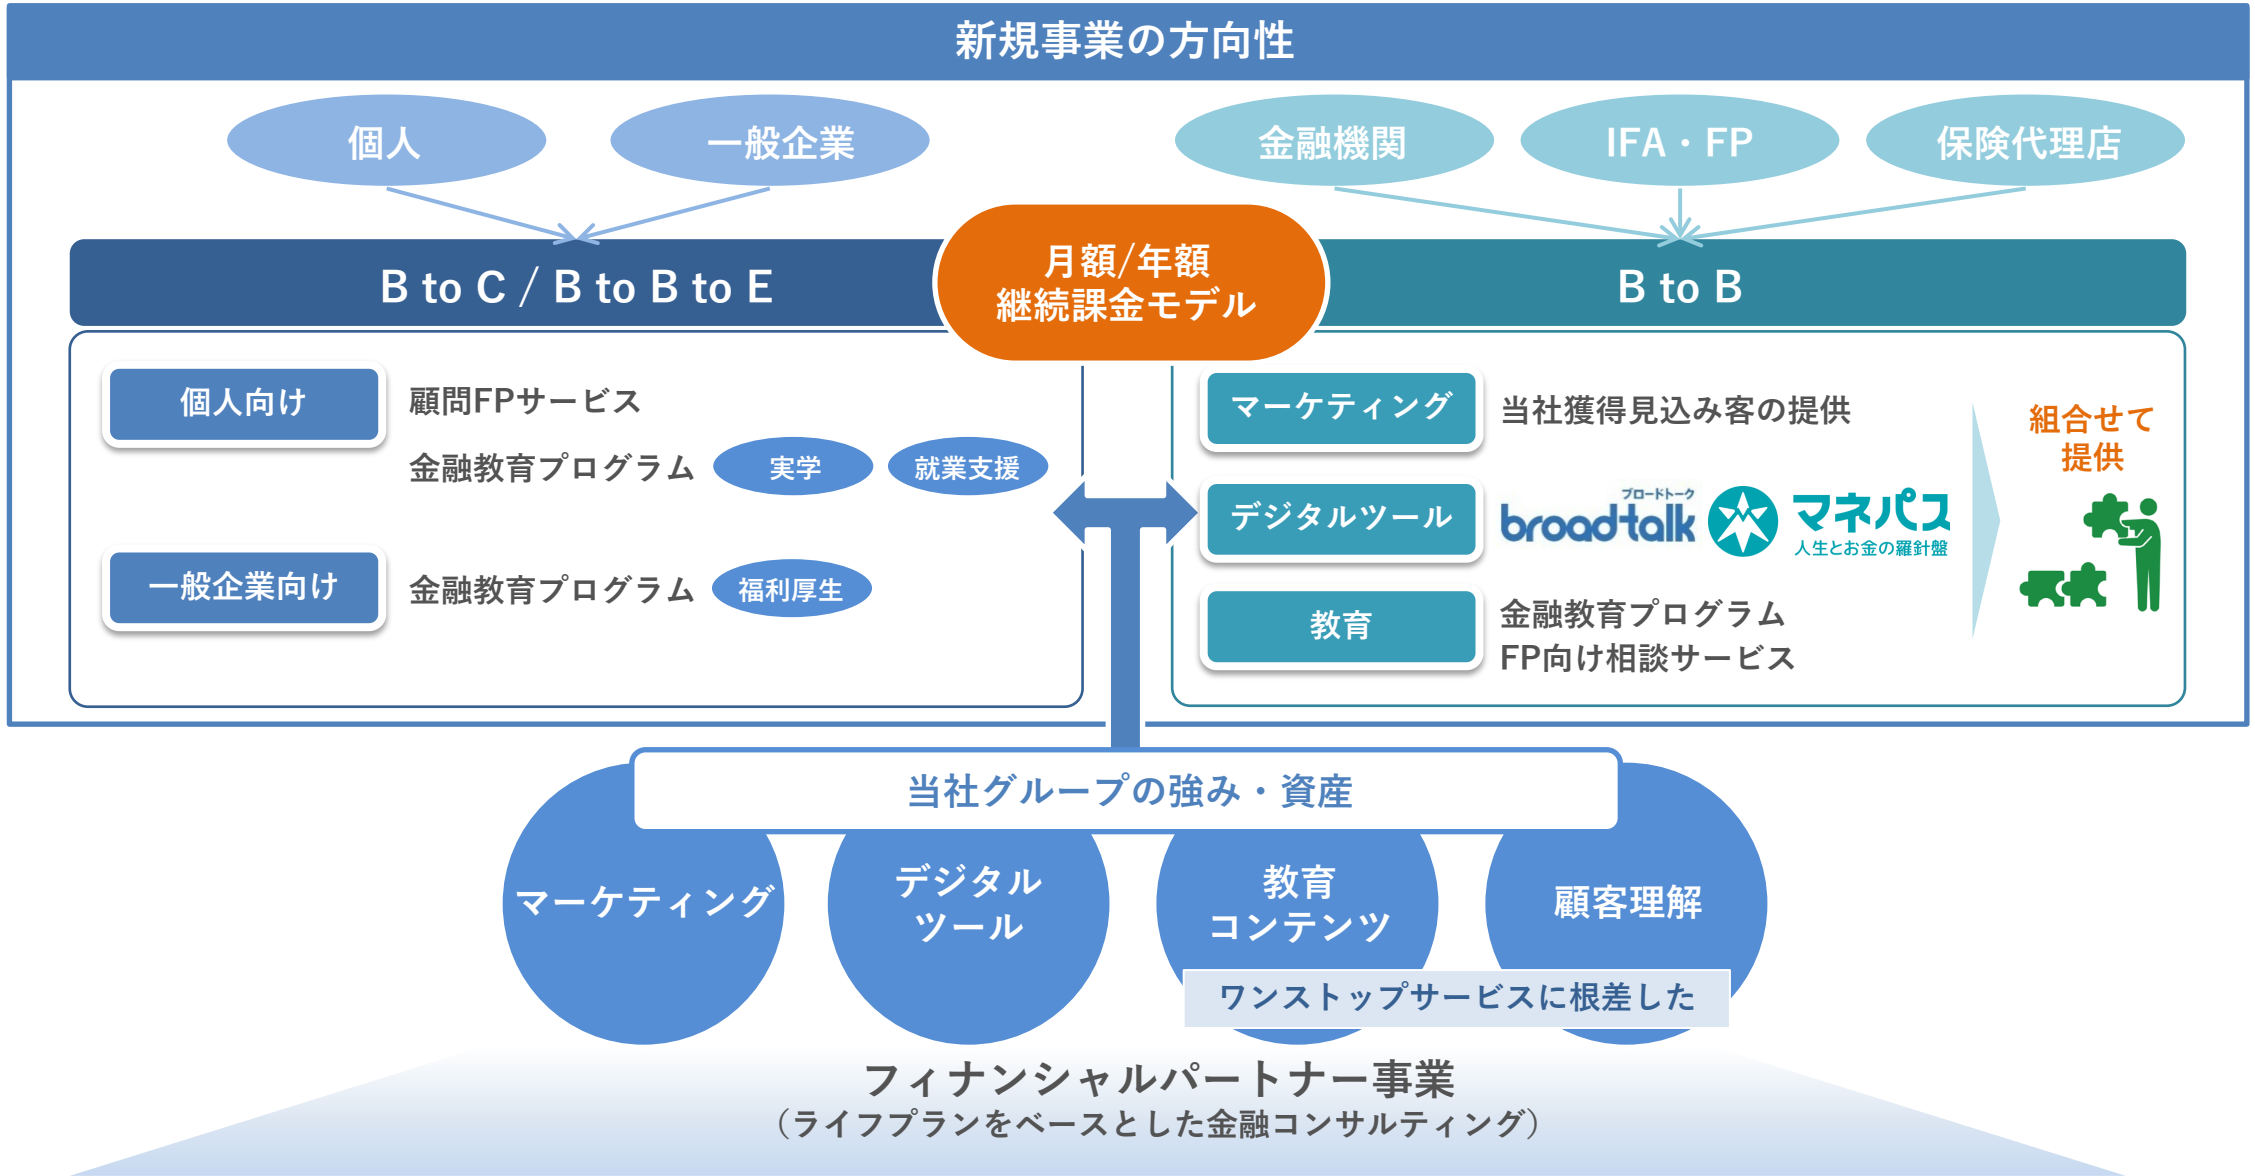 新規事業の方向性
個人
一般企業
金融機関
IFA・FP
保険代理店
B to C / B to B to E
月額/年額
継続課金モデル
B to B
個人向け
顧問FPサービス
金融教育プログラム
実学
就業支援
一般企業向け
金融教育プログラム
福利厚生
マーケティング
当社獲得見込み客の提供
デジタルツール
ブロードトーク
broadtalk
マネパス
人生とお金の羅針盤
教育
金融教育プログラム
FP向け相談サービス
組合せて
提供
当社グループの強み・資産
マーケティング
デジタル
ツール
教育
コンテンツ
顧客理解
ワンストップサービスに根差した
フィナンシャルパートナー事業
（ライフプランをベースとした金融コンサルティング）